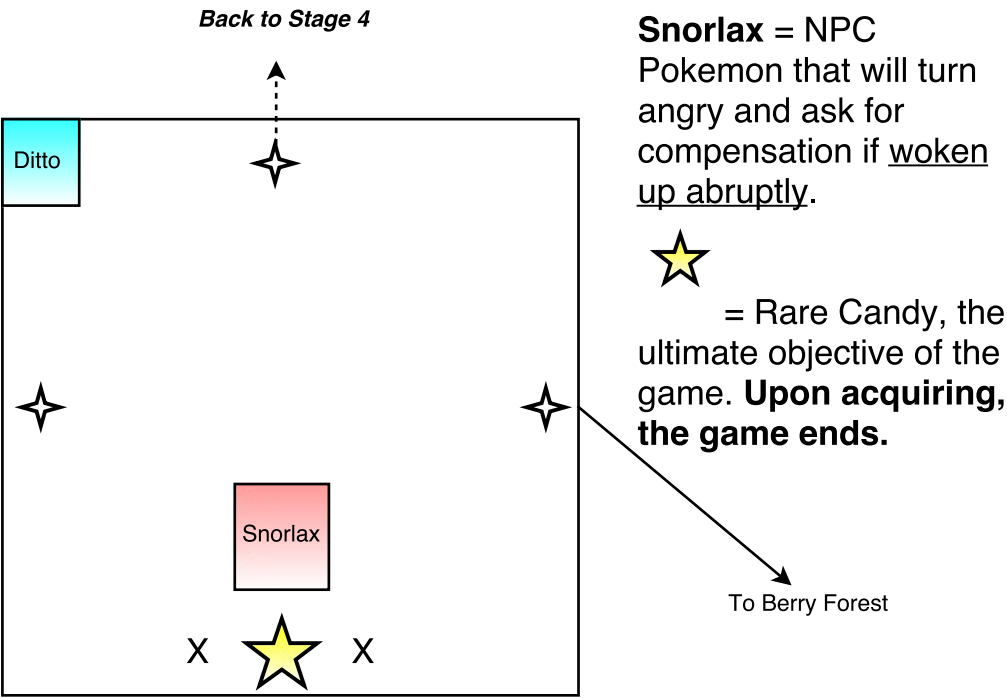 Back to Stage 4
Ditto
Snorlax
X
X
Snorlax = NPC
Pokemon that will turn
angry and ask for
compensation if woken
up abruptly.
= Rare Candy, the
ultimate objective of the
game. Upon acquiring,
the game ends.
To Berry Forest